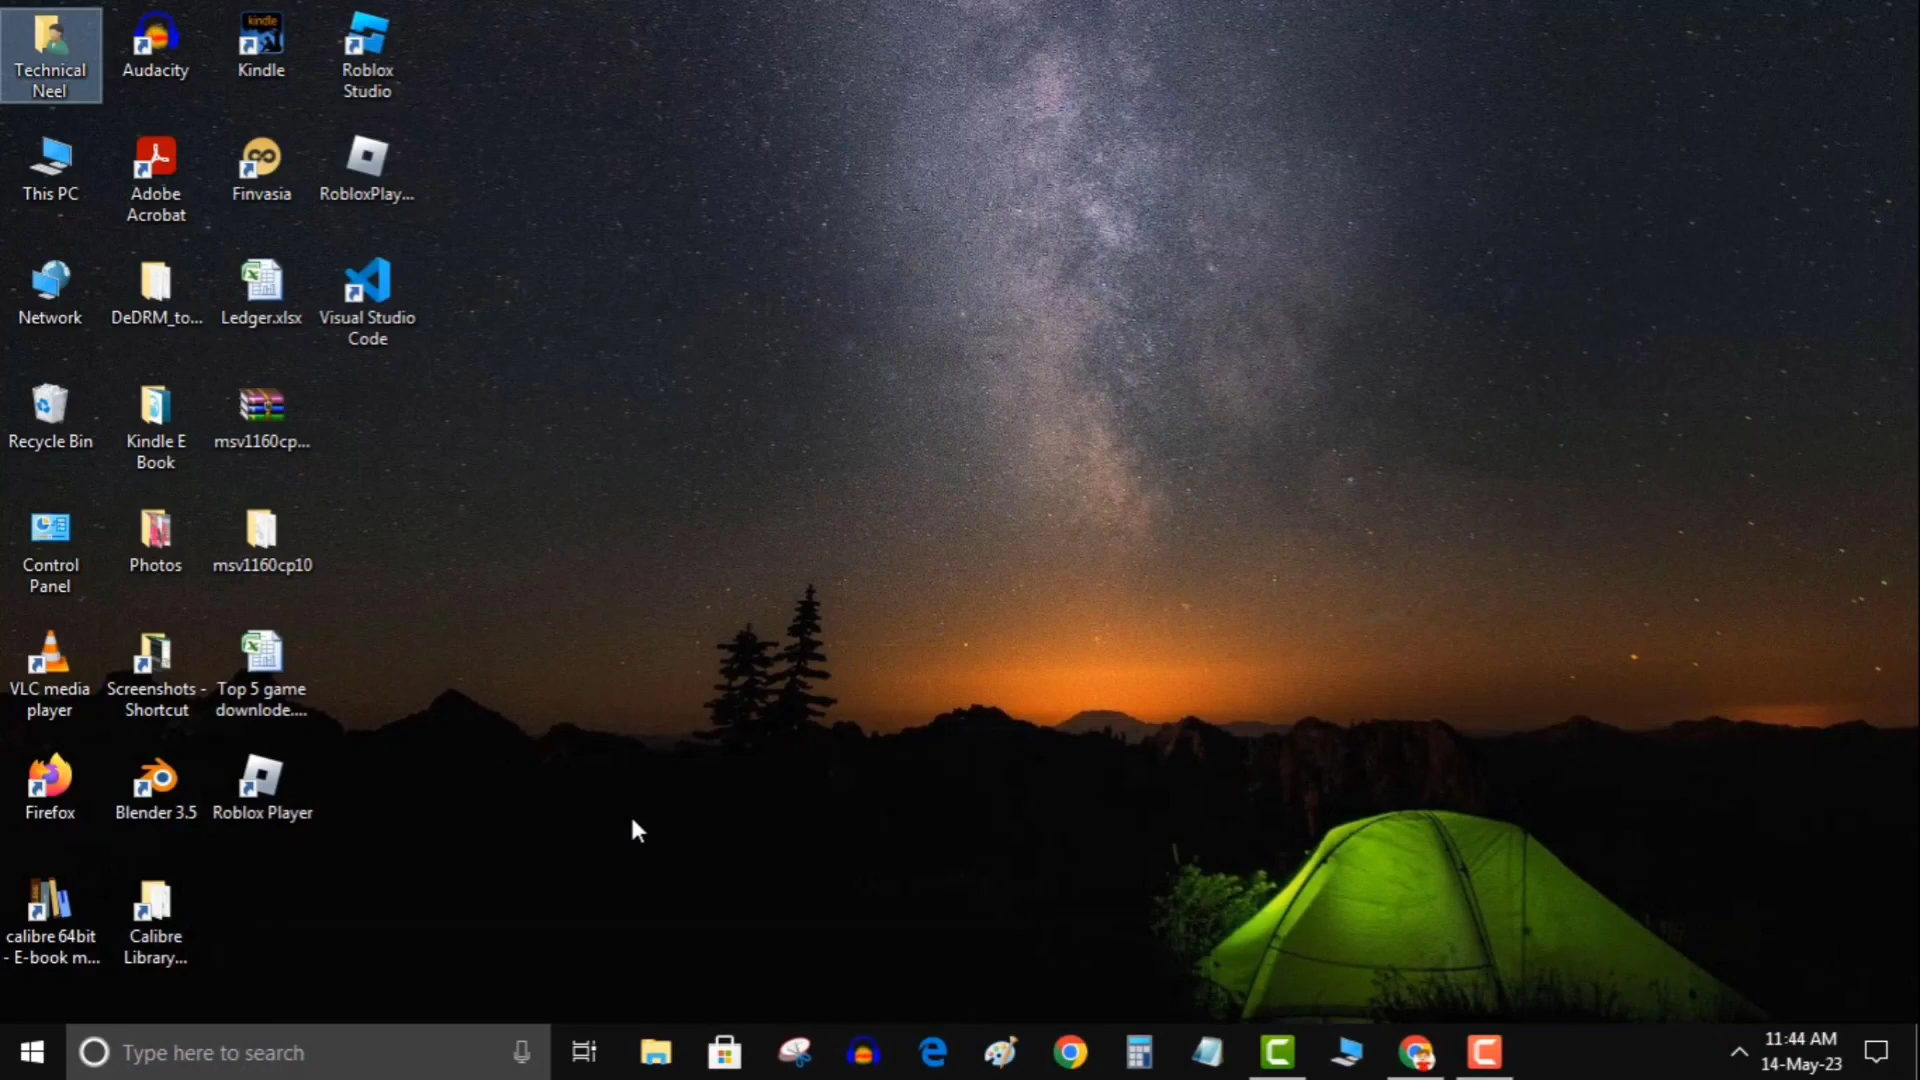 Technical
Neel
Audacity
kindle
Kindle
Roblox
Studio
This PC
Adobe
Acrobat
Finvasia
RobloxPlay...
Network
DeDRM_to...
Ledger.xlsx
Visual Studio
Code
Recycle Bin
Kindle E
Book
msv1160cp...
Control
Panel
Photos
msv1160cp10
VLC media
player
Screenshots -
Shortcut
Top 5 game
downlode....
Firefox
Blender 3.5
Roblox Player
calibre 64bit
- E-book m...
Calibre
Library...
Type here to search
11:44 AM
14-May-23